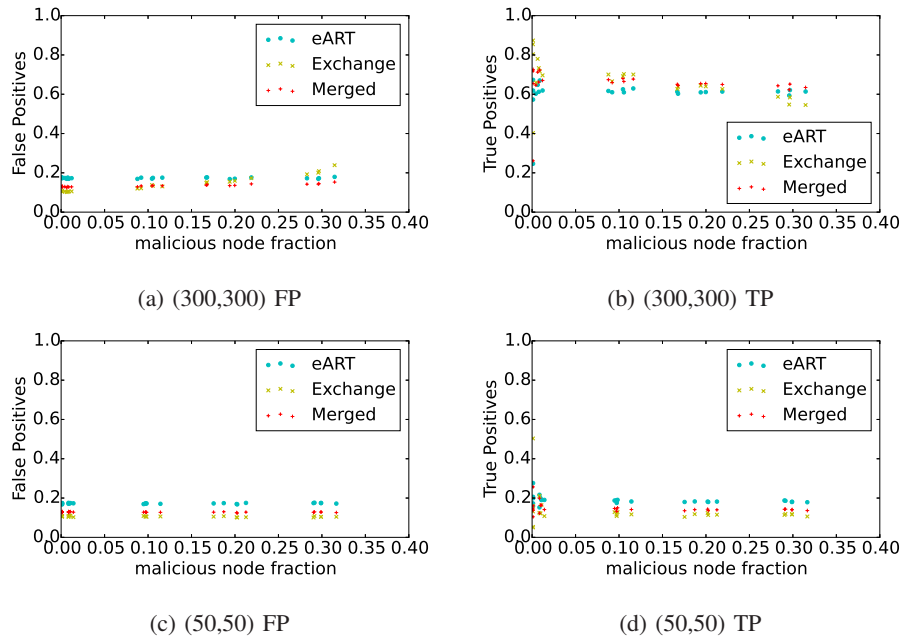 1.0
0.8
0.6
0.4
0.2
0.0
False Positives
eART
Exchange
Merged
0.00 0.05 0.10 0.15 0.20 0.25 0.30 0.35 0.40
malicious node fraction
(a) (300,300) FP
1.0
0.8
0.6
0.4
0.2
0.0
True Positives
eART
Exchange
Merged
0.00 0.05 0.10 0.15 0.20 0.25 0.30 0.35 0.40
malicious node fraction
(b) (300,300) TP
1.0
0.8
0.6
0.4
0.2
0.0
False Positives
eART
Exchange
Merged
0.00 0.05 0.10 0.15 0.20 0.25 0.30 0.35 0.40
malicious node fraction
(c) (50,50) FP
1.0
0.8
0.6
0.4
0.2
0.0
True Positives
eART
Exchange
Merged
0.00 0.05 0.10 0.15 0.20 0.25 0.30 0.35 0.40
malicious node fraction
(d) (50,50) TP